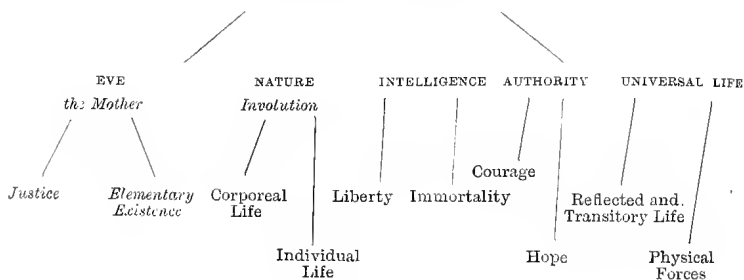 EVE NATURE INTELLIGENCE AUTHORITY UNIVERSAL LIFE
the Mother Involution
Courage
Justice Elementary Corporeal Liberty Immortality Reflected and.
Existence Life Transitory Life
Individual Hope Physical
Life Forces